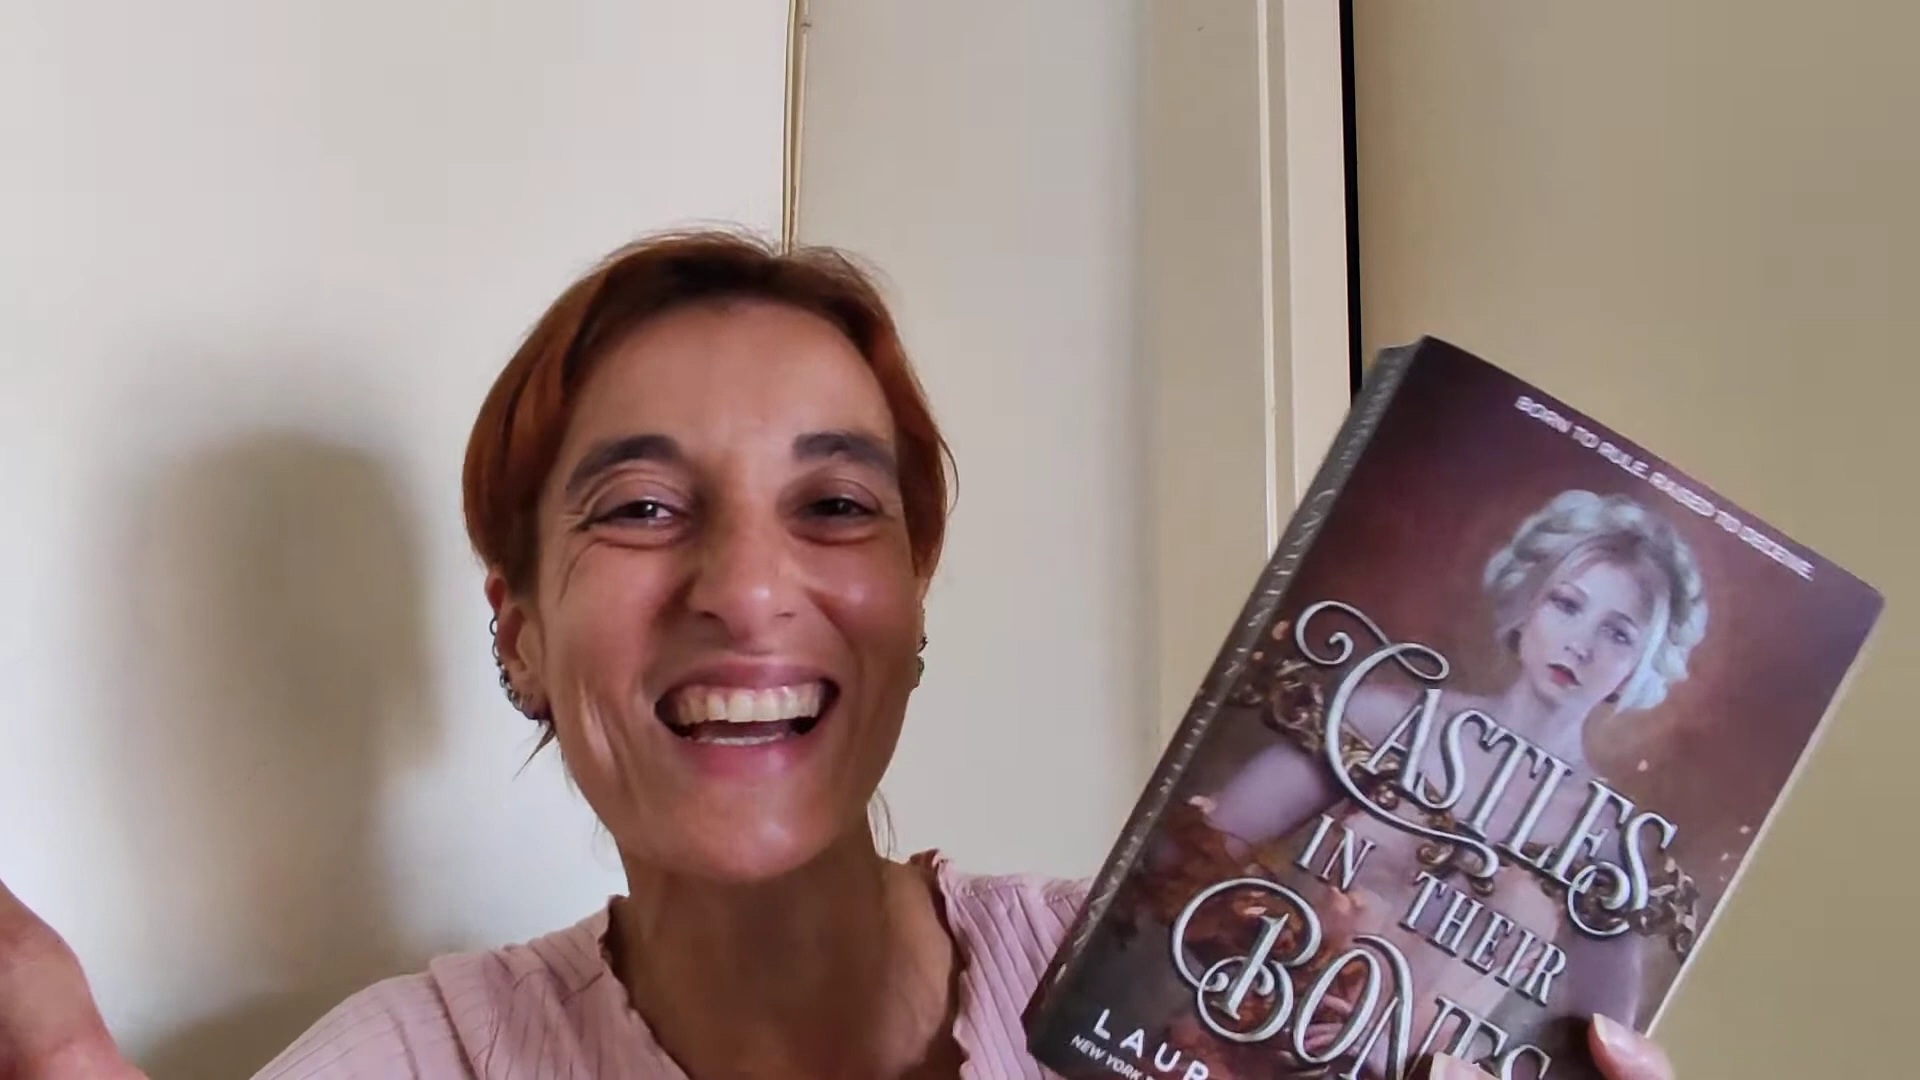 BORN TO RULE. RAISED TO DECEIVE.
CASTLES
IN THEIR
BONES
LAUR
NEW YORK